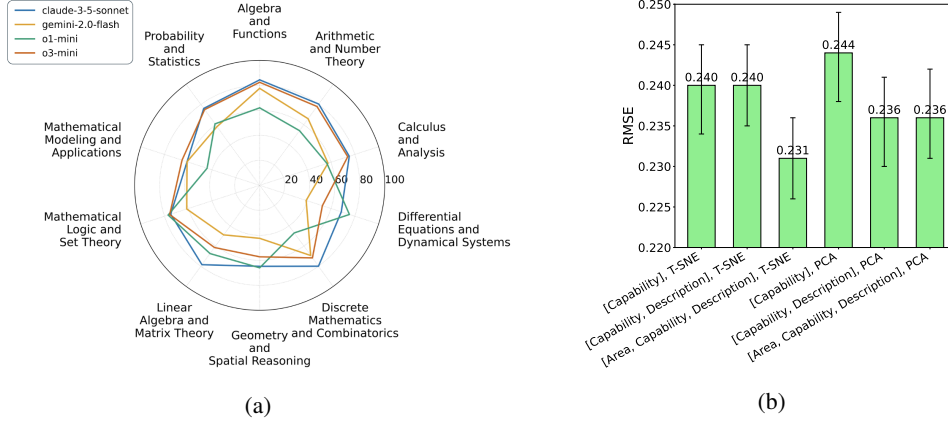 claude-3-5-sonnet
gemini-2.0-flash
o1-mini
o3-mini
Algebra
and
Functions
Arithmetic
and Number
Theory
Calculus
and
Analysis
Differential
Equations and
Dynamical Systems
Discrete
Mathematics
and Combinatorics
Geometry
and
Spatial Reasoning
Linear
Algebra and
Matrix Theory
Mathematical
Logic and
Set Theory
Mathematical
Modeling and
Applications
Probability
and
Statistics
20 40 60 80 100
(a)
RMSE
0.250
0.245
0.240
0.235
0.230
0.225
0.220
0.240
0.240
0.231
0.244
0.236
0.236
[Capability], T-SNE
[Capability, Description], T-SNE
[Area, Capability, Description], T-SNE
[Capability], PCA
[Capability, Description], PCA
[Area, Capability, Description], PCA
(b)